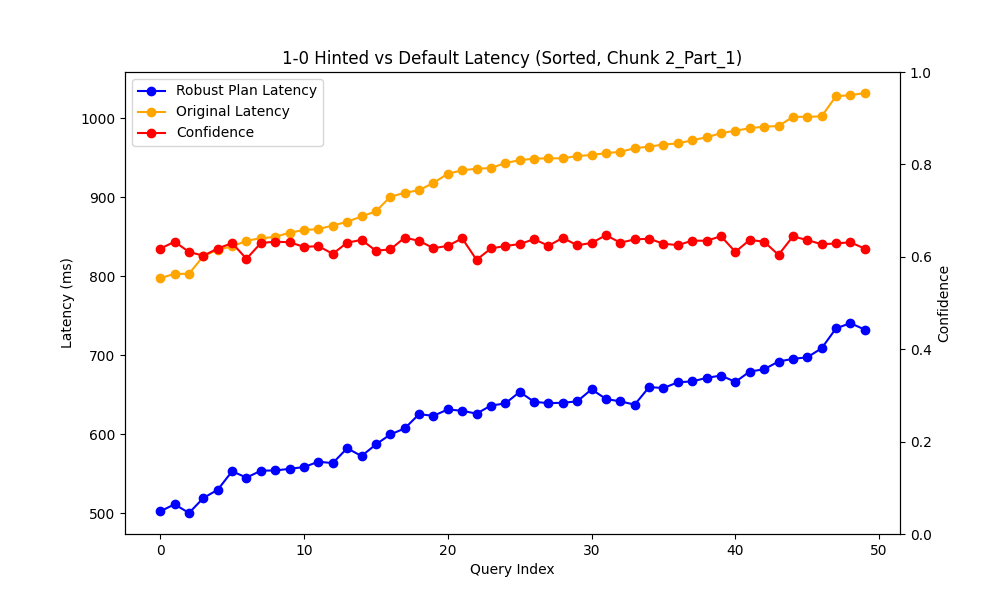 1-0 Hinted vs Default Latency (Sorted, Chunk 2_Part_1)
Robust Plan Latency
Original Latency
Confidence
Latency (ms)
1000
900
800
700
600
500
1.0
0.8
0.6
0.4
0.2
0.0
Confidence
0 10 20 30 40 50
Query Index